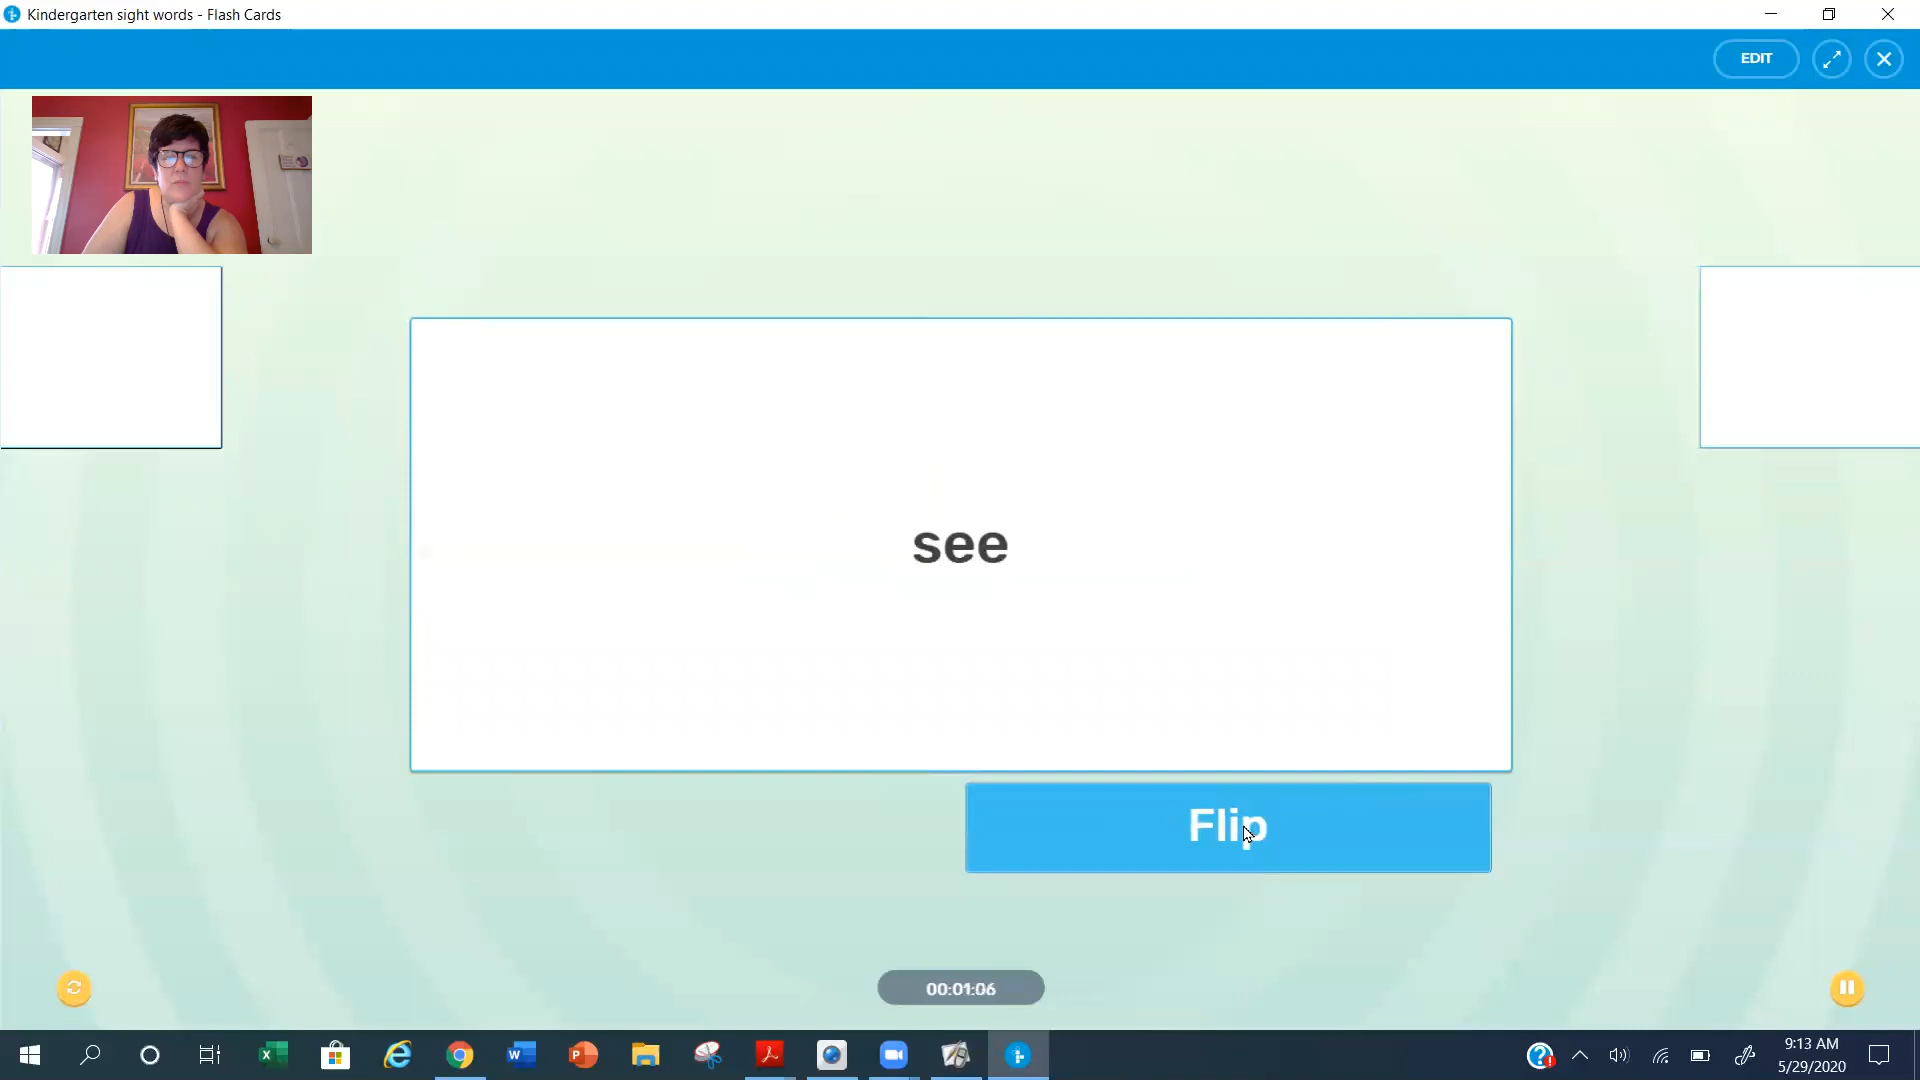 Kindergarten sight words - Flash Cards
EDIT
see
Flip
00:01:06
9:13 AM
5/29/2020